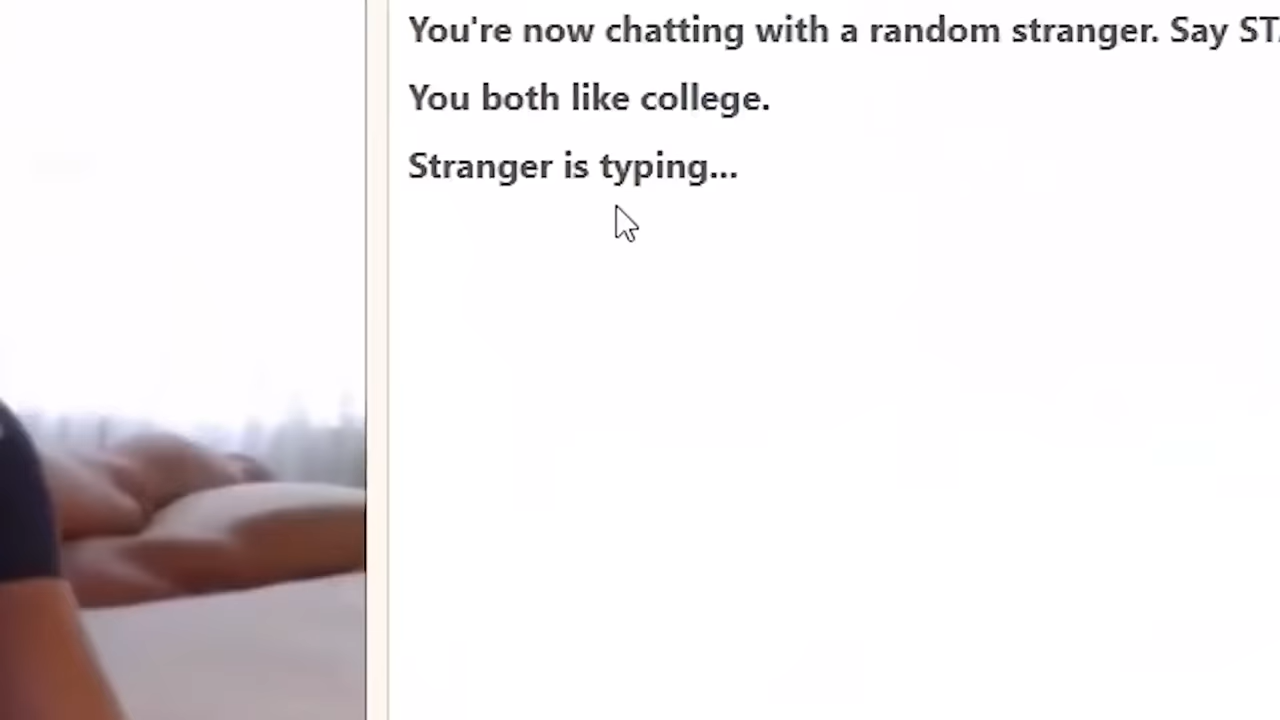 You're now chatting with a random stranger. Say
You both like college.
Stranger is typing...